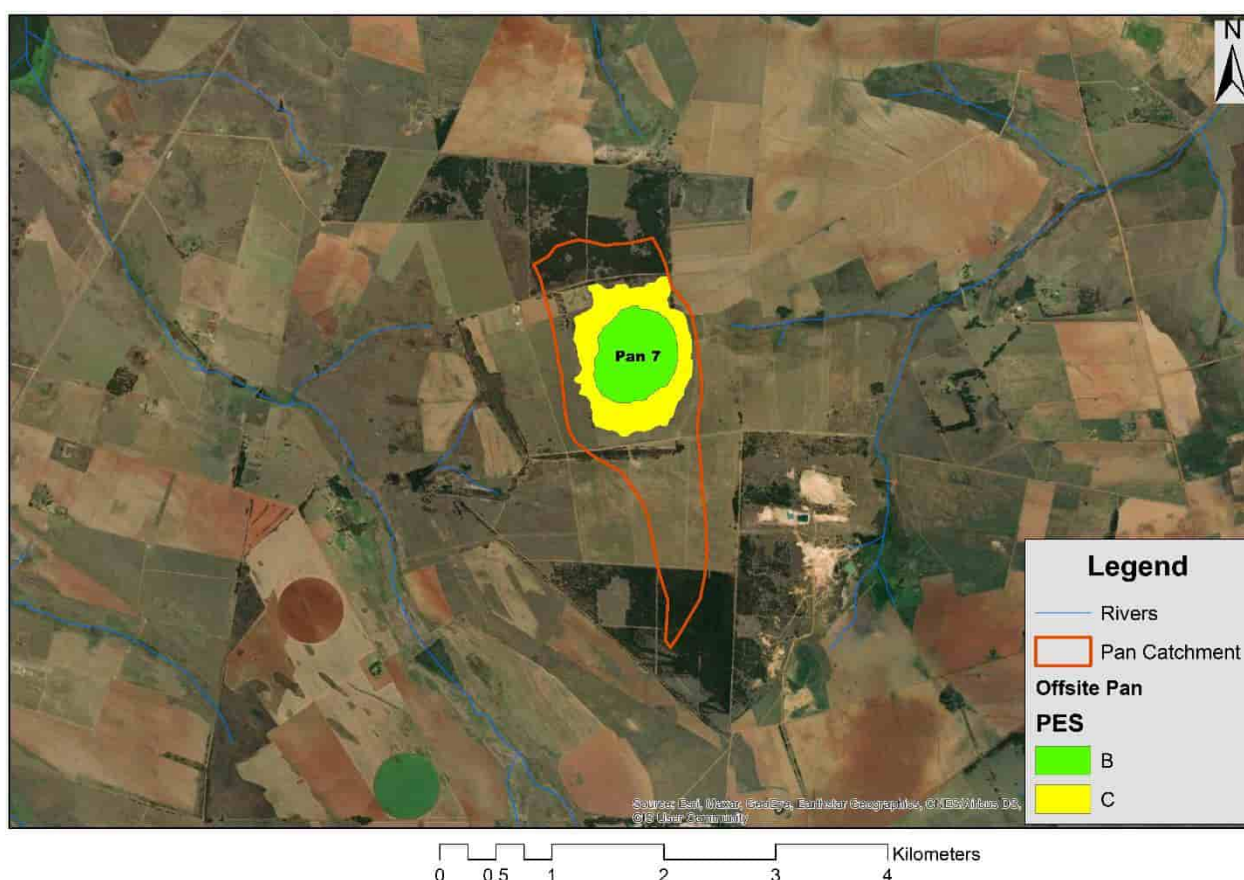 N
Pan 7
Legend
Rivers
Pan Catchment
Offsite Pan
PES
B
C
Source: Esri, Maxar, GeoEye, Earthstar Geographics, CNES/Airbus DS,
GIS User Community
Kilometers
0 0.5 1 2 3 4